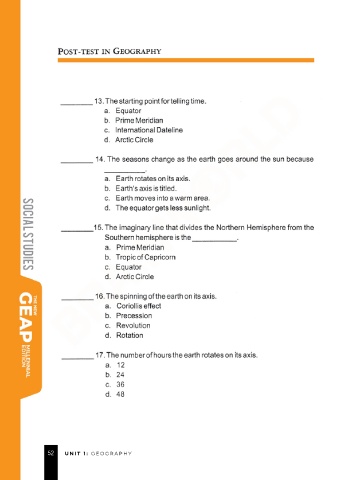 POST-TEST IN GEOGRAPHY
________ 13. The starting point for telling time.
a. Equator
b. Prime Meridian
c. International Dateline
d. Arctic Circle
________ 14. The seasons change as the earth goes around the sun because
__________.
a. Earth rotates on its axis.
b. Earth's axis is titled.
c. Earth moves into a warm area.
d. The equator gets less sunlight.
________15. The imaginary line that divides the Northern Hemisphere from the
Southern hemisphere is the ___________.
a. Prime Meridian
b. Tropic of Capricorn
c. Equator
d. Arctic Circle
________ 16. The spinning of the earth on its axis.
a. Coriollis effect
b. Precession
c. Revolution
d. Rotation
________ 17. The number of hours the earth rotates on its axis.
a. 12
b. 24
c. 36
d. 48
SOCIAL STUDIES
THE NEW
GEAP
MILLENNIAL
EDITION
52 UNIT I: GEOGRAPHY